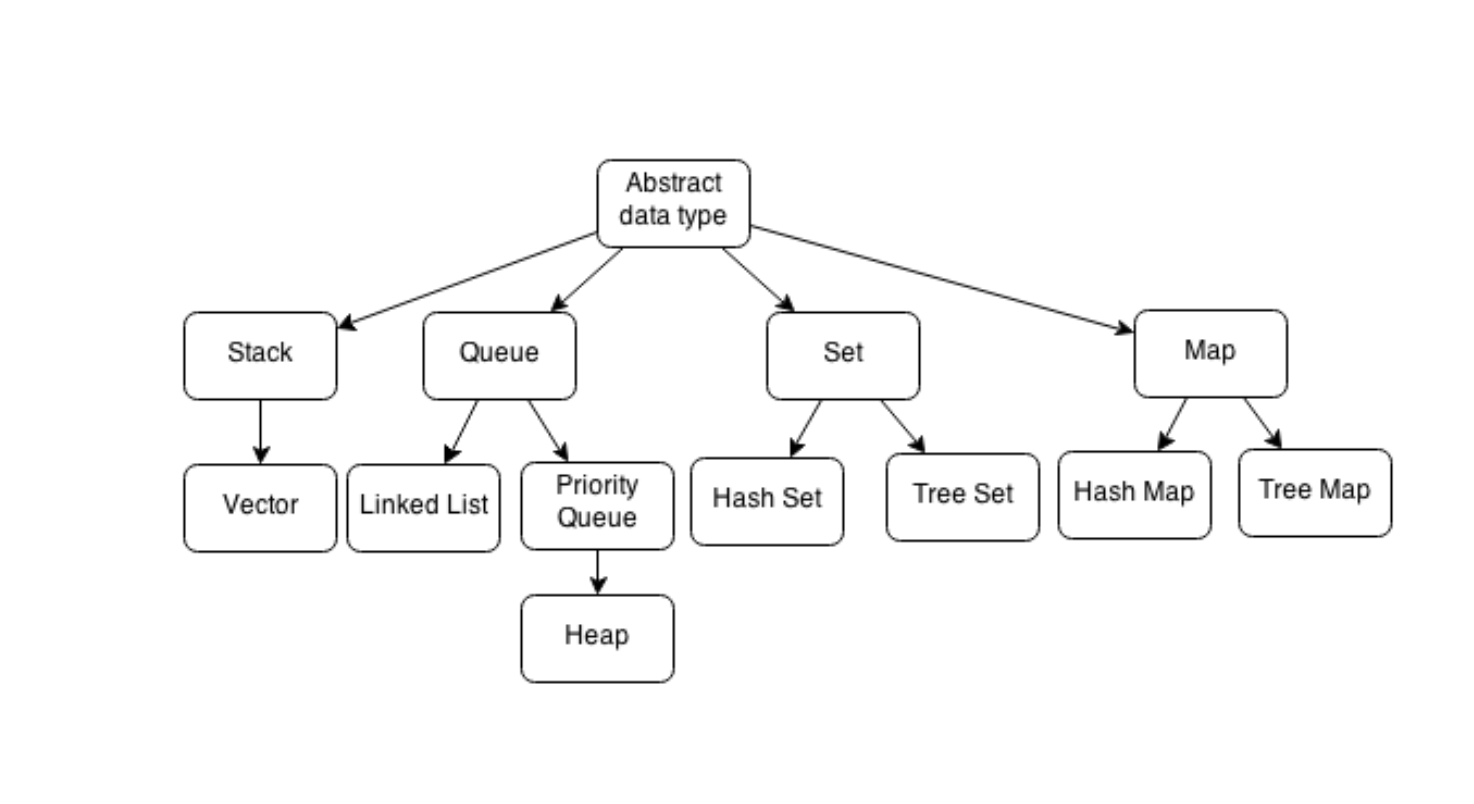 Abstract
data type
Stack
Queue
Set
Map
Vector
Linked List
Priority
Queue
Hash Set
Tree Set
Hash Map
Tree Map
Heap